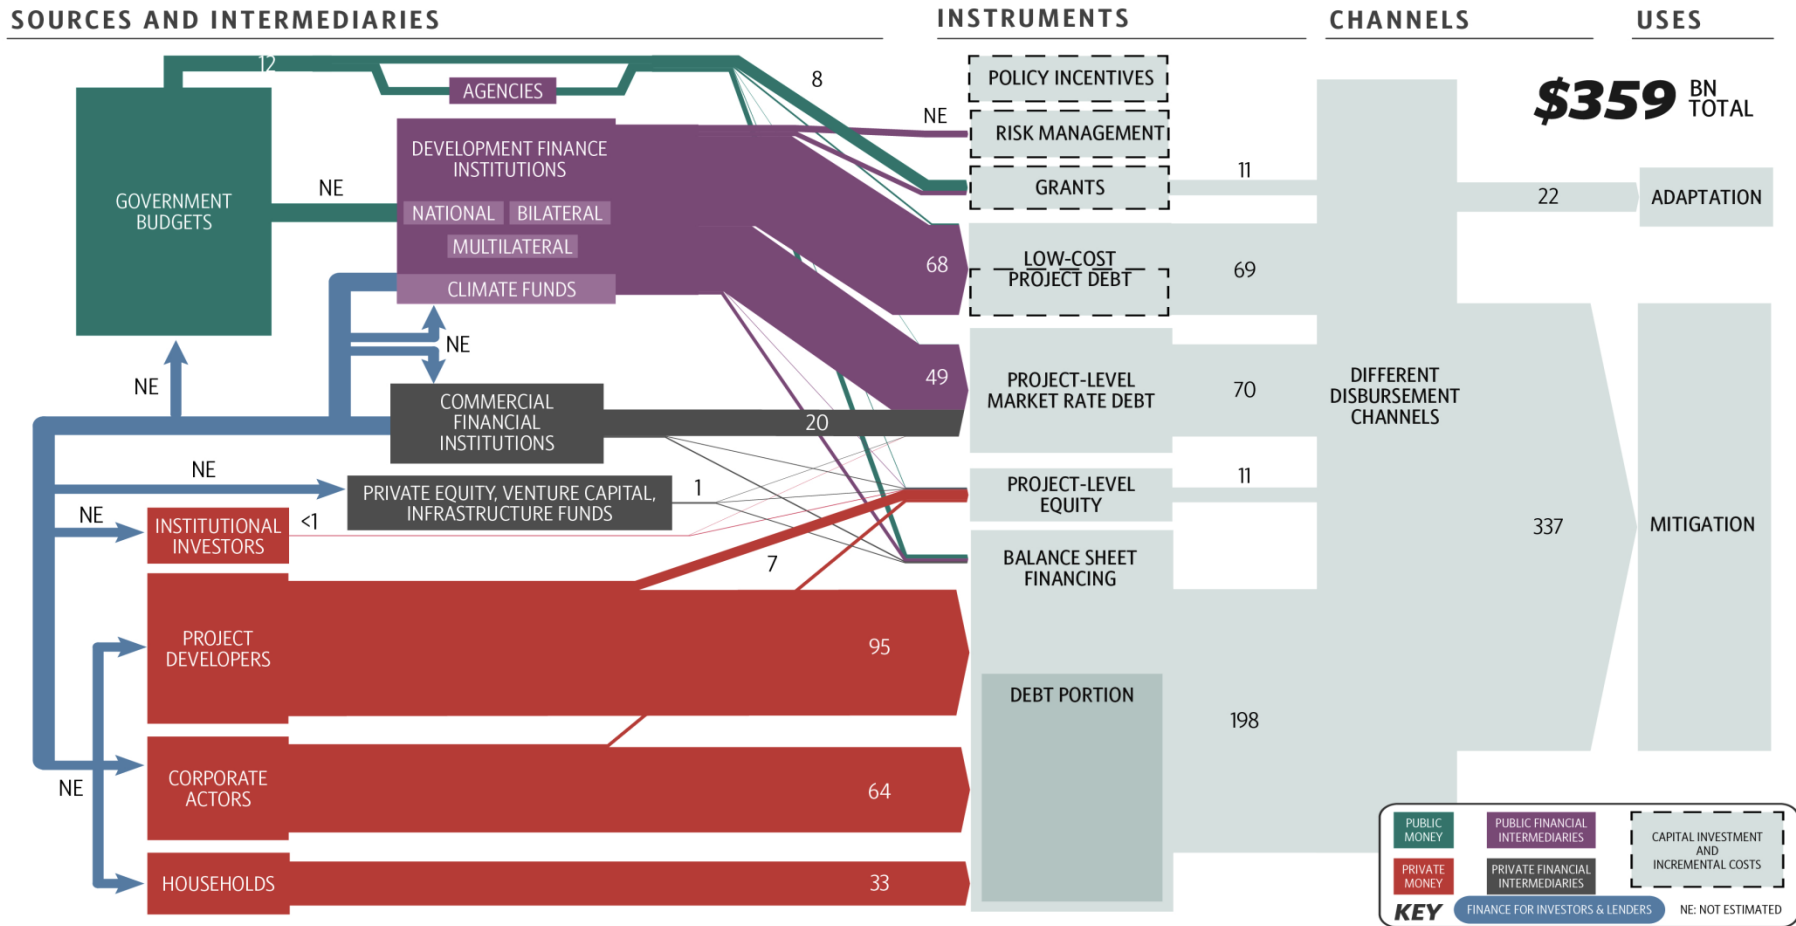 SOURCES AND INTERMEDIARIES
INSTRUMENTS
CHANNELS
USES
12
AGENCIES
GOVERNMENT
BUDGETS
NE
DEVELOPMENT FINANCE
INSTITUTIONS
NATIONAL
BILATERAL
MULTILATERAL
CLIMATE FUNDS
NE
NE
COMMERCIAL
FINANCIAL
INSTITUTIONS
NE
PRIVATE EQUITY, VENTURE CAPITAL,
INFRASTRUCTURE FUNDS
1
NE
INSTITUTIONAL
INVESTORS
<1
PROJECT
DEVELOPERS
NE
CORPORATE
ACTORS
HOUSEHOLDS
8
NE
68
49
20
7
95
64
33
POLICY INCENTIVES
RISK MANAGEMENT
GRANTS
LOW-COST
PROJECT DEBT
PROJECT-LEVEL
MARKET RATE DEBT
PROJECT-LEVEL
EQUITY
BALANCE SHEET
FINANCING
DEBT PORTION
11
69
70
11
198
DIFFERENT
DISBURSEMENT
CHANNELS
$359 BN
TOTAL
22
ADAPTATION
337
MITIGATION
PUBLIC
MONEY
PUBLIC FINANCIAL
INTERMEDIARIES
CAPITAL INVESTMENT
AND
INCREMENTAL COSTS
PRIVATE
MONEY
PRIVATE FINANCIAL
INTERMEDIARIES
KEY
FINANCE FOR INVESTORS & LENDERS
NE: NOT ESTIMATED